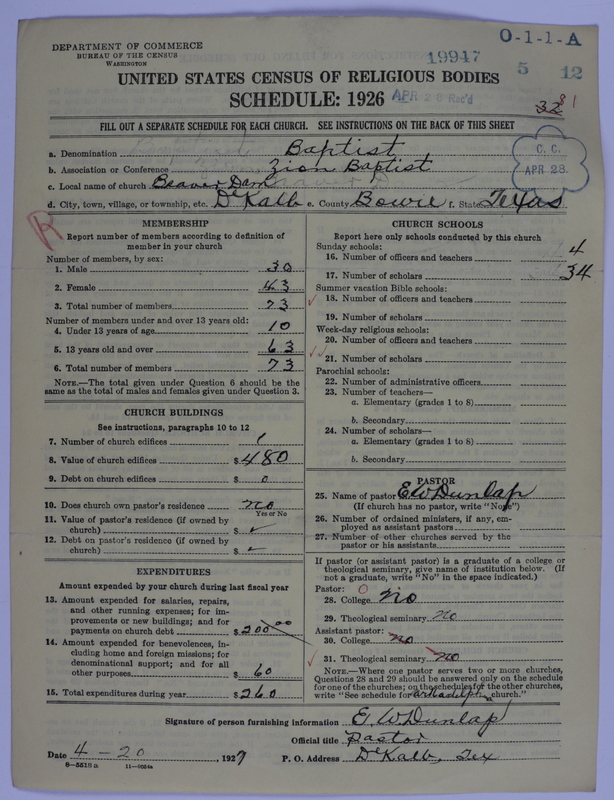 DEPARTMENT OF COMMERCE
BUREAU OF THE CENSUS
WASHINGTON
O-1-1-A
19947
5 12
UNITED STATES CENSUS OF RELIGIOUS BODIES
SCHEDULE: 1926
APR 28 Rec'd
FILL OUT A SEPARATE SCHEDULE FOR EACH CHURCH. SEE INSTRUCTIONS ON THE BACK OF THIS SHEET
C. C.
APR 28
a. Denomination Baptist
b. Association or Conference Zion Baptist
c. Local name of church Beaver Dam
d. City, town, village, or township, etc. De Kalb e. County Bowie f. State Texas
R
MEMBERSHIP
Report number of members according to definition of
member in your church
Number of members, by sex:
1. Male 30
2. Female 43
3. Total number of members 73
Number of members under and over 13 years old:
4. Under 13 years of age 10
5. 13 years old and over 63
6. Total number of members 73
NOTE.—The total given under Question 6 should be the
same as the total of males and females given under Question 3.
CHURCH BUILDINGS
See instructions, paragraphs 10 to 12
7. Number of church edifices 1
8. Value of church edifices $480
9. Debt on church edifices $ 0
10. Does church own pastor's residence no
Yes or No
11. Value of pastor's residence (if owned by
church) $ ✓
12. Debt on pastor's residence (if owned by
church) $ ✓
EXPENDITURES
Amount expended by your church during last fiscal year
13. Amount expended for salaries, repairs,
and other running expenses; for im-
provements or new buildings; and for
payments on church debt $200 00
14. Amount expended for benevolences, in-
cluding home and foreign missions; for
denominational support; and for all
other purposes $ 60
15. Total expenditures during year $260
CHURCH SCHOOLS
Report here only schools conducted by this church
Sunday schools:
16. Number of officers and teachers 4
17. Number of scholars 34
Summer vacation Bible schools:
18. Number of officers and teachers
19. Number of scholars
Week-day religious schools:
20. Number of officers and teachers
21. Number of scholars
Parochial schools:
22. Number of administrative officers
23. Number of teachers—
a. Elementary (grades 1 to 8)
b. Secondary
24. Number of scholars—
a. Elementary (grades 1 to 8)
b. Secondary
PASTOR
25. Name of pastor E W Dunlap
(If church has no pastor, write "None")
26. Number of ordained ministers, if any, em-
ployed as assistant pastors
27. Number of other churches served by the
pastor or his assistants
If pastor (or assistant pastor) is a graduate of a college or
theological seminary, give name of institution below. (If
not a graduate, write "No" in the space indicated.)
Pastor:
28. College No
29. Theological seminary no
Assistant pastor:
30. College no
31. Theological seminary no
NOTE.—Where one pastor serves two or more churches,
Questions 28 and 29 should be answered only on the schedule
for one of the churches; on the schedules for the other churches,
write "See schedule for arkadelphia church."
Signature of person furnishing information E. W Dunlap
Official title Pastor
Date 4-20, 1927 P. O. Address De Kalb, Tex
8-5518 a 11-9024a